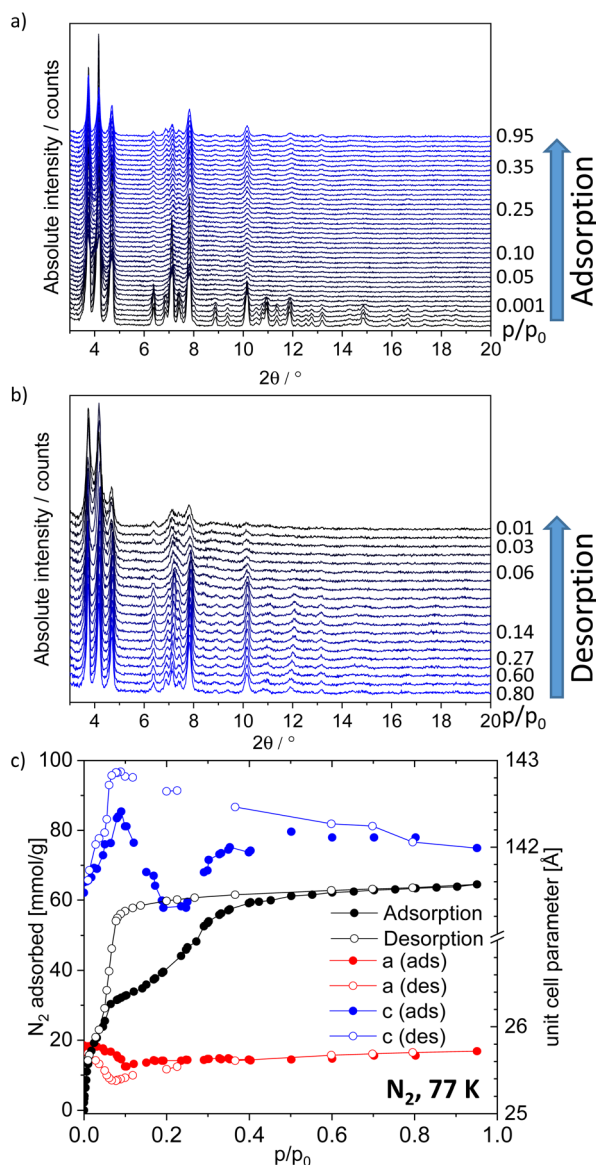 a)
Absolute intensity / counts
0.95
0.35
0.25
0.10
0.05
0.001
p/p₀
Adsorption
4 6 8 10 12 14 16 18 20
2θ / °
b)
Absolute intensity / counts
0.01
0.03
0.06
0.14
0.27
0.60
0.80
p/p₀
Desorption
4 6 8 10 12 14 16 18 20
2θ / °
c)
N₂ adsorbed [mmol/g]
100
80
60
40
20
0
143
142
26
25
unit cell parameter [Å]
Adsorption
Desorption
a (ads)
a (des)
c (ads)
c (des)
N₂, 77 K
0.0 0.2 0.4 0.6 0.8 1.0
p/p₀